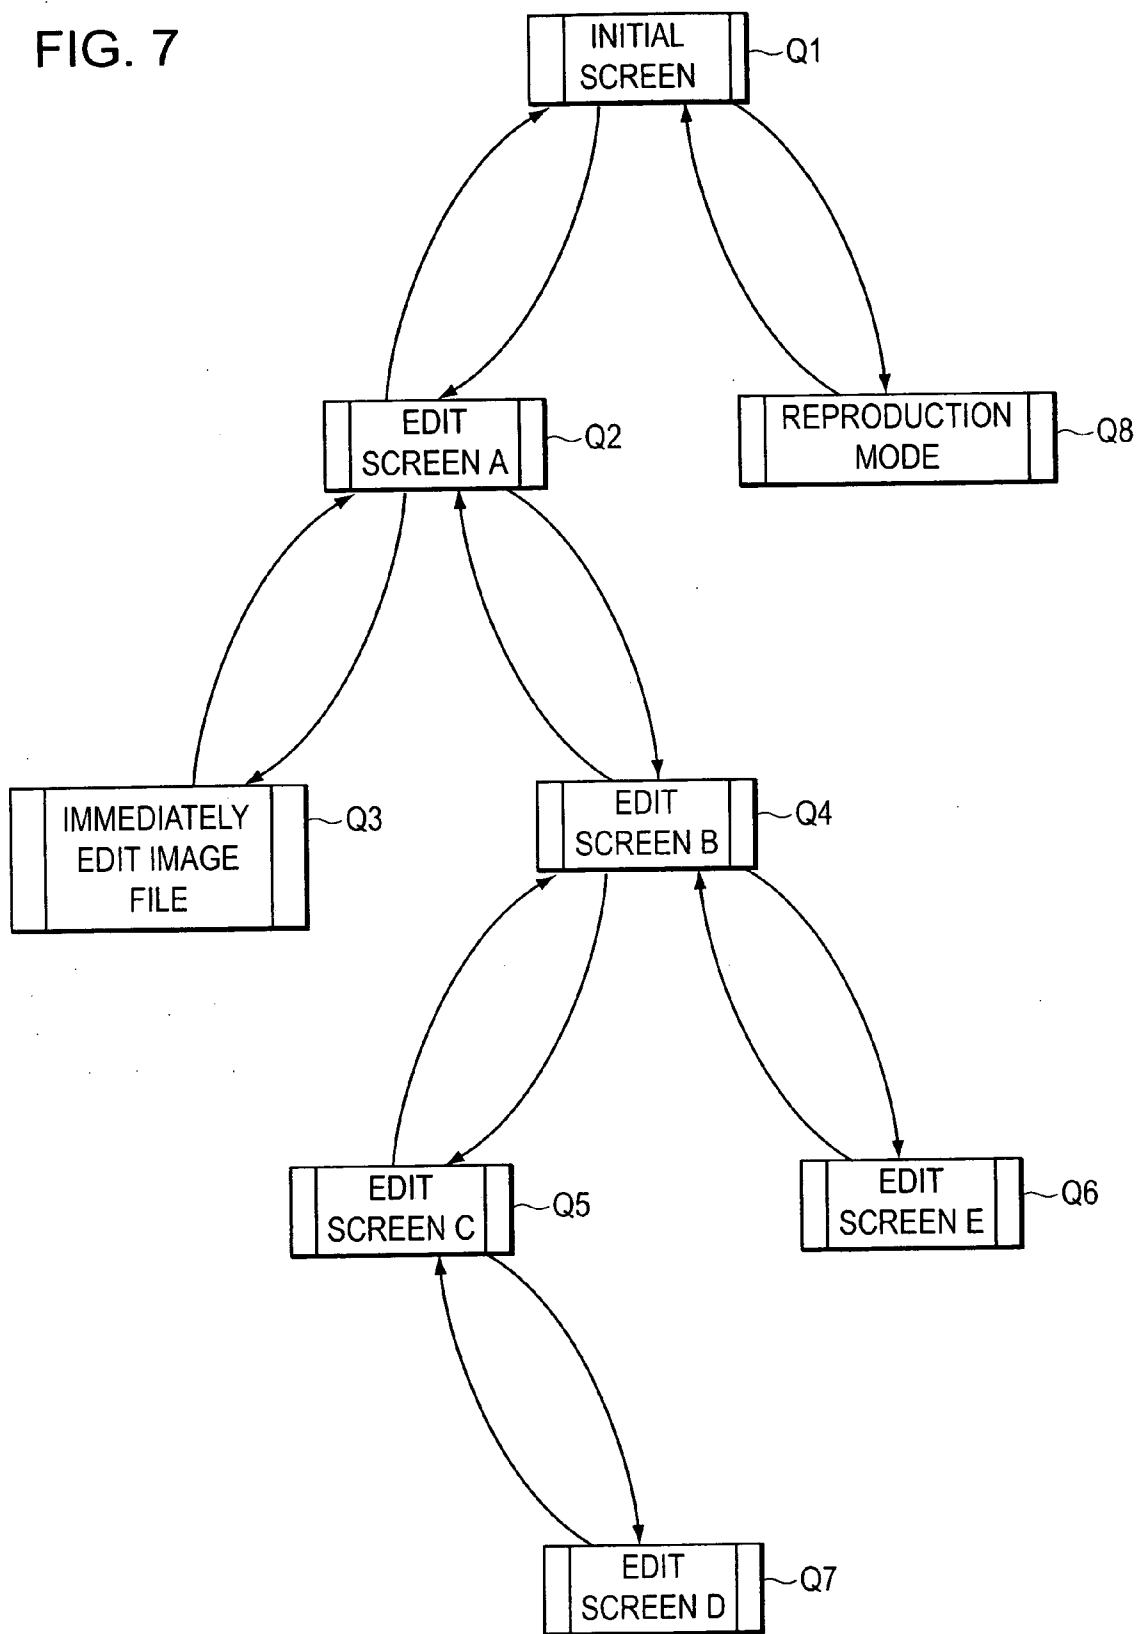 FIG. 7
INITIAL
SCREEN
Q1
EDIT
SCREEN A
Q2
REPRODUCTION
MODE
Q8
IMMEDIATELY
EDIT IMAGE
FILE
Q3
EDIT
SCREEN B
Q4
EDIT
SCREEN C
Q5
EDIT
SCREEN E
Q6
EDIT
SCREEN D
Q7